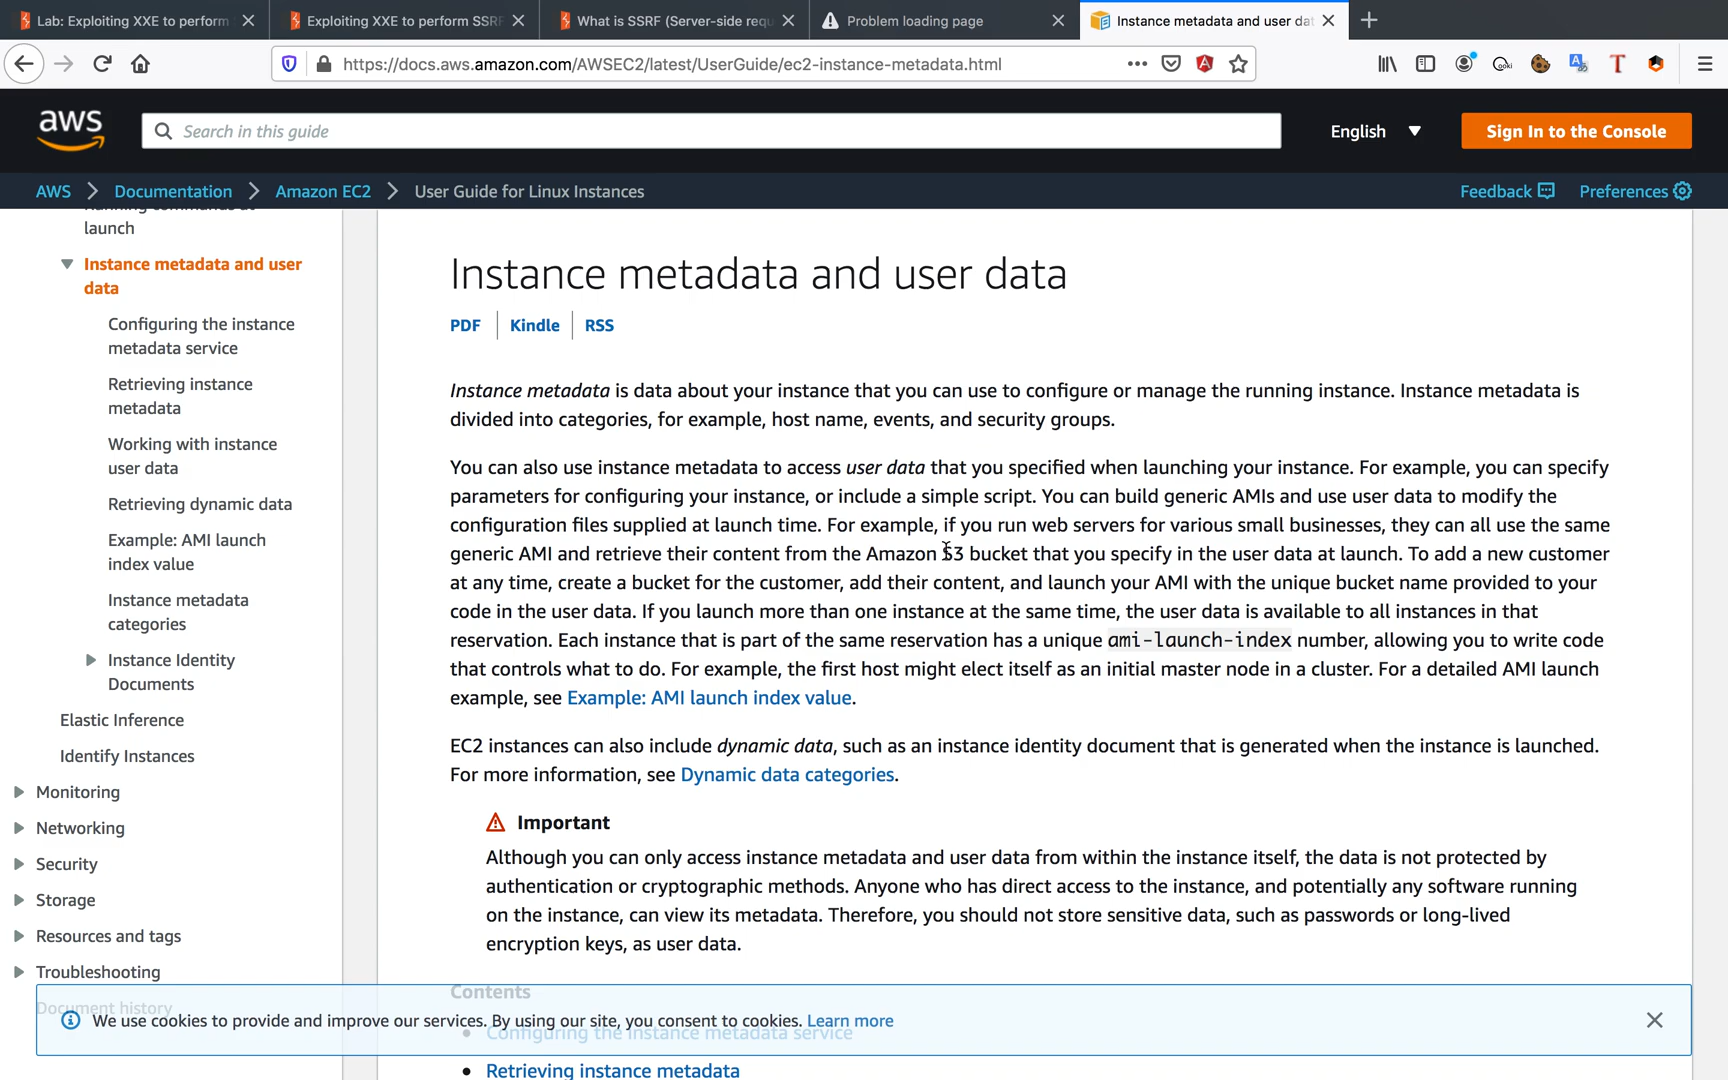 Lab: Exploiting XXE to perform
Exploiting XXE to perform SSRF
What is SSRF (Server-side requ
Problem loading page
Instance metadata and user dat
https://docs.aws.amazon.com/AWSEC2/latest/UserGuide/ec2-instance-metadata.html
aws
Search in this guide
English
Sign In to the Console
AWS
Documentation
Amazon EC2
User Guide for Linux Instances
Feedback
Preferences
Running commands at
launch
Instance metadata and user
data
Configuring the instance
metadata service
Retrieving instance
metadata
Working with instance
user data
Retrieving dynamic data
Example: AMI launch
index value
Instance metadata
categories
Instance Identity
Documents
Elastic Inference
Identify Instances
Monitoring
Networking
Security
Storage
Resources and tags
Troubleshooting
Document history
Instance metadata and user data
PDF
Kindle
RSS
Instance metadata is data about your instance that you can use to configure or manage the running instance. Instance metadata is
divided into categories, for example, host name, events, and security groups.
You can also use instance metadata to access user data that you specified when launching your instance. For example, you can specify
parameters for configuring your instance, or include a simple script. You can build generic AMIs and use user data to modify the
configuration files supplied at launch time. For example, if you run web servers for various small businesses, they can all use the same
generic AMI and retrieve their content from the Amazon S3 bucket that you specify in the user data at launch. To add a new customer
at any time, create a bucket for the customer, add their content, and launch your AMI with the unique bucket name provided to your
code in the user data. If you launch more than one instance at the same time, the user data is available to all instances in that
reservation. Each instance that is part of the same reservation has a unique ami-launch-index number, allowing you to write code
that controls what to do. For example, the first host might elect itself as an initial master node in a cluster. For a detailed AMI launch
example, see Example: AMI launch index value.
EC2 instances can also include dynamic data, such as an instance identity document that is generated when the instance is launched.
For more information, see Dynamic data categories.
Important
Although you can only access instance metadata and user data from within the instance itself, the data is not protected by
authentication or cryptographic methods. Anyone who has direct access to the instance, and potentially any software running
on the instance, can view its metadata. Therefore, you should not store sensitive data, such as passwords or long-lived
encryption keys, as user data.
Contents
We use cookies to provide and improve our services. By using our site, you consent to cookies. Learn more
Configuring the instance metadata service
Retrieving instance metadata